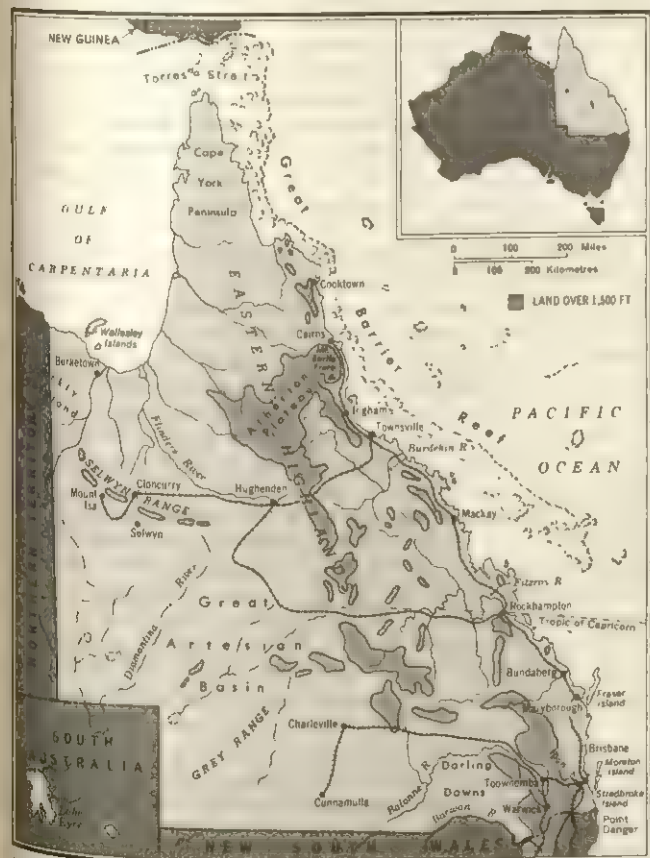 NEW GUINEA
Torres Strait
Cape
York
Peninsula
Great
GULF
OF
CARPENTARIA
0 100 200 Miles
0 100 200 Kilometres
LAND OVER 1,500 FT
EASTERN
HIGHLANDS
Cooktown
Cairns
Barrier
Reef
Wellesley
Islands
Burketown
Atherton
Plateau
Ingham
Townsville
PACIFIC
OCEAN
Flinders River
Burdekin R
SELWYN
RANGE
Mount
Isa
Cloncurry
Selwyn
Hughenden
Mackay
NORTHERN TERRITORY
Diamantina River
Great
Artesian
Basin
Fitzroy R
Rockhampton
Tropic of Capricorn
Bundaberg
Fraser
Island
Maryborough
GREY RANGE
Charleville
Cunnamulla
SOUTH
AUSTRALIA
Lake
Eyre
Balonne R
Darling
Downs
Toowoomba
Warwick
Barwon R
Brisbane
Moreton
Island
Stradbroke
Island
Point
Danger
NEW SOUTH WALES